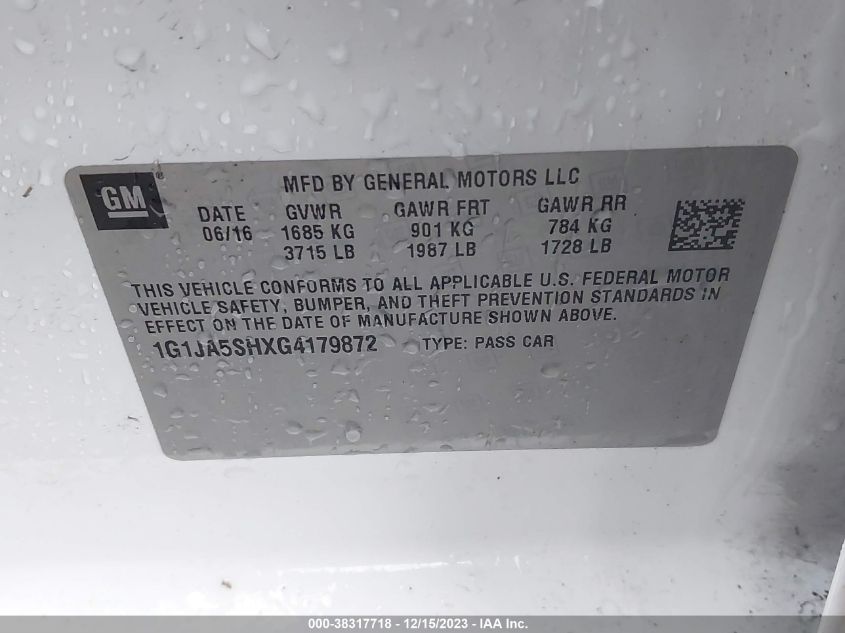 GM ®
MFD BY GENERAL MOTORS LLC
DATE GVWR GAWR FRT GAWR RR
06/16 1685 KG 901 KG 784 KG
3715 LB 1987 LB 1728 LB
THIS VEHICLE CONFORMS TO ALL APPLICABLE U.S. FEDERAL MOTOR
VEHICLE SAFETY, BUMPER, AND THEFT PREVENTION STANDARDS IN
EFFECT ON THE DATE OF MANUFACTURE SHOWN ABOVE.
1G1JA5SHXG4179872 TYPE: PASS CAR
000-38317718 - 12/15/2023 - IAA Inc.